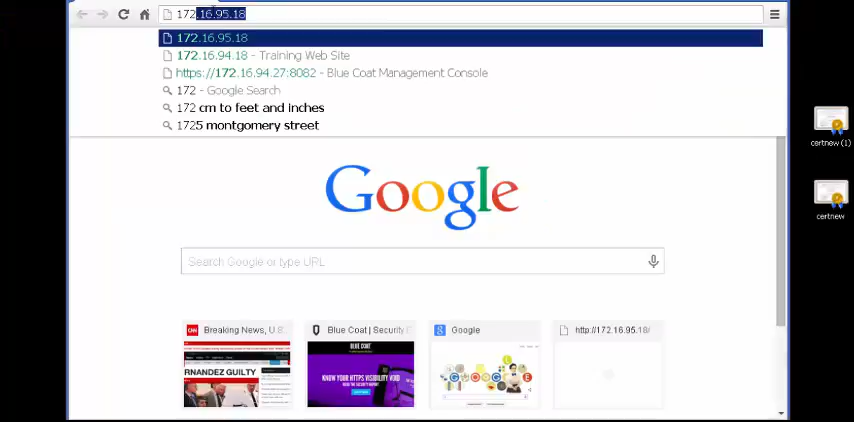 172.16.95.18
172.16.95.18
172.16.94.18 - Training Web Site
https://172.16.94.27:8082 - Blue Coat Management Console
172 - Google Search
172 cm to feet and inches
1725 montgomery street
certnew (1)
certnew
Google
Search Google or type URL
CNN Breaking News, U.S
Blue Coat | Security E
Google
http://172.16.95.18/
RNANDEZ GUILTY
BLUE COAT
KNOW YOUR HTTPS VISIBILITY VOID